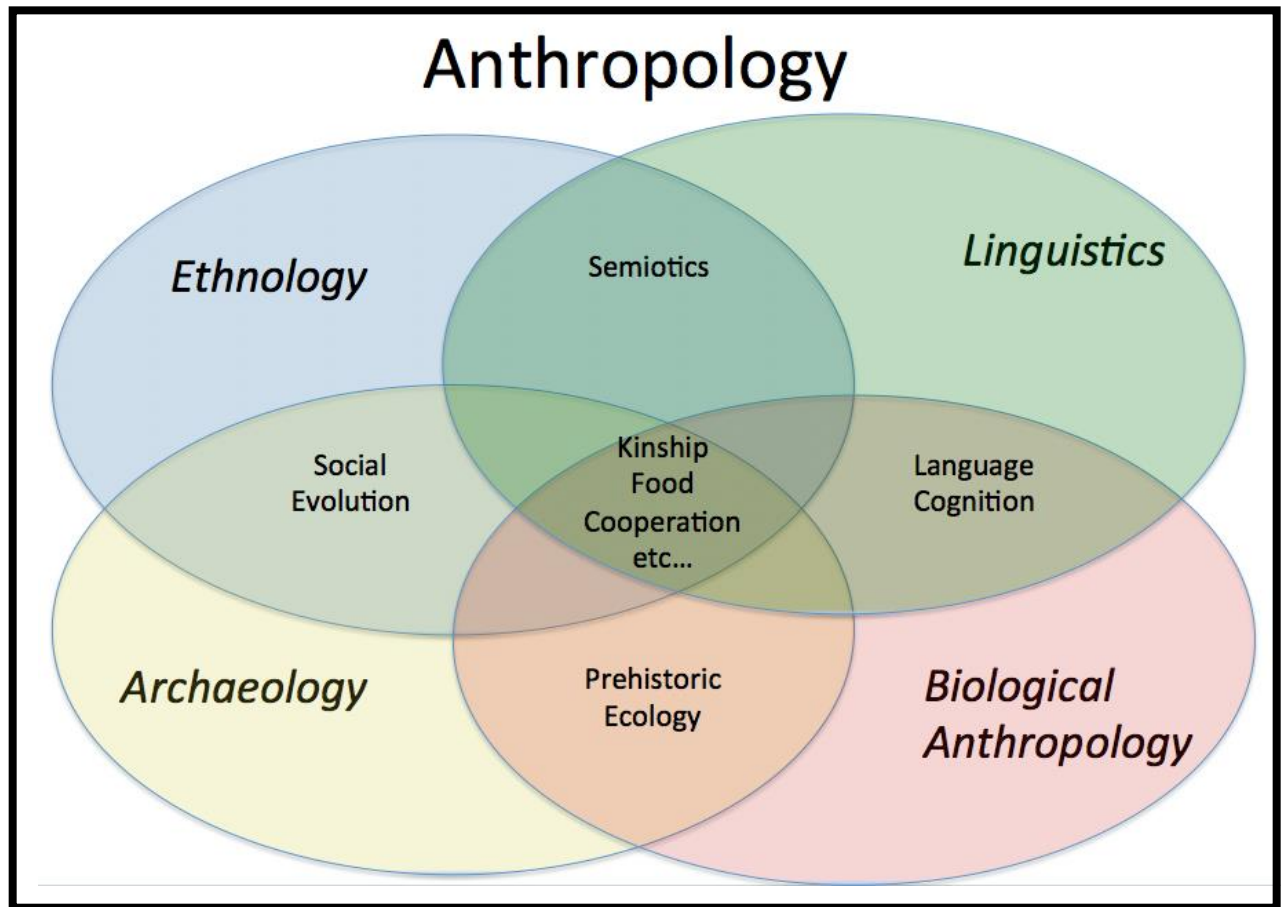 Anthropology
Ethnology
Semiotics
Linguistics
Social
Evolution
Kinship
Food
Cooperation
etc...
Language
Cognition
Archaeology
Prehistoric
Ecology
Biological
Anthropology